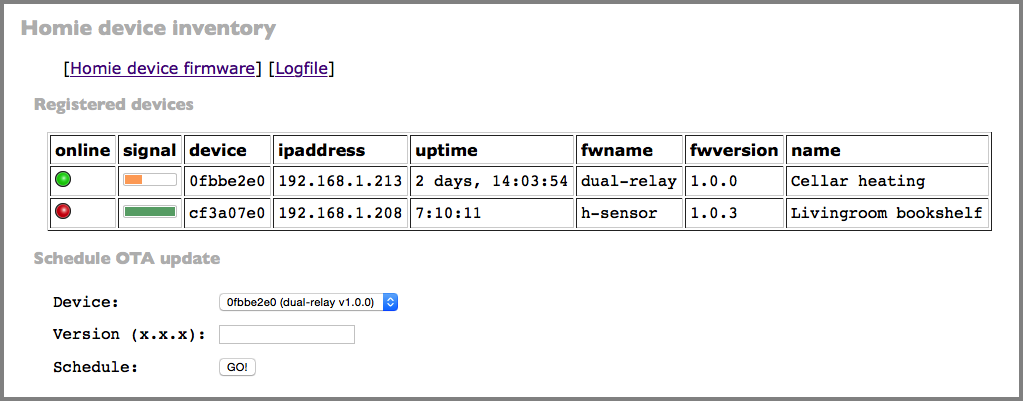 Homie device inventory
[Homie device firmware] [Logfile]
Registered devices
online signal device ipaddress uptime fwname fwversion name
0fbbe2e0 192.168.1.213 2 days, 14:03:54 dual-relay 1.0.0 Cellar heating
cf3a07e0 192.168.1.208 7:10:11 h-sensor 1.0.3 Livingroom bookshelf
Schedule OTA update
Device: 0fbbe2e0 (dual-relay v1.0.0)
Version (x.x.x):
Schedule: GO!